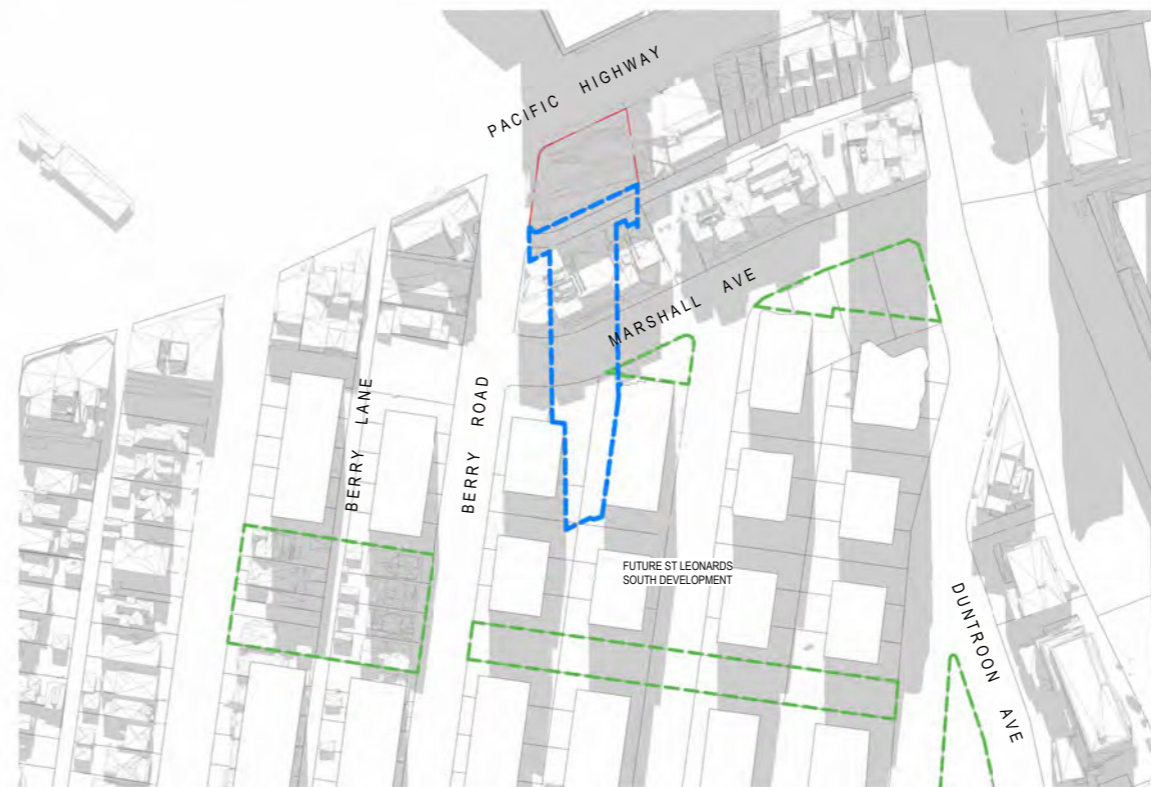 PACIFIC HIGHWAY
MARSHALL AVE
BERRY LANE
BERRY ROAD
FUTURE ST LEONARDS
SOUTH DEVELOPMENT
DUNTROON AVE